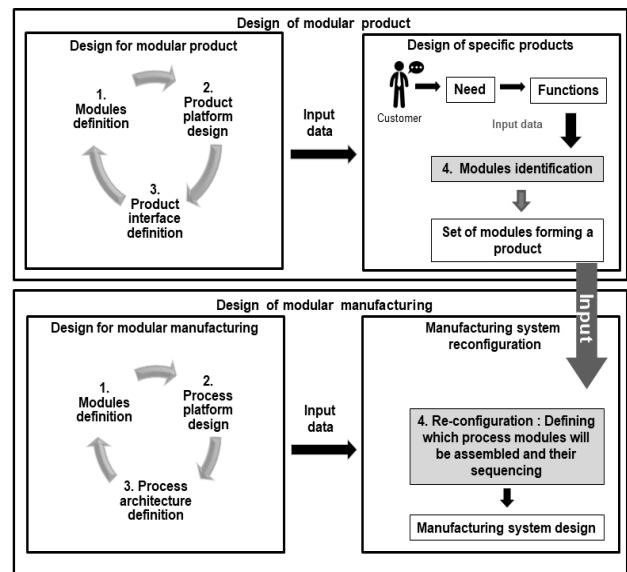 Design of modular product
Design for modular product
1.
Modules
definition
2.
Product
platform
design
3.
Product
interface
definition
Input
data
Design of specific products
Customer
Need
Functions
Input data
4. Modules identification
Set of modules forming a
product
Input
Design of modular manufacturing
Design for modular manufacturing
1.
Modules
definition
2.
Process
platform
design
3. Process
architecture
definition
Input
data
Manufacturing system
reconfiguration
4. Re-configuration : Defining
which process modules will
be assembled and their
sequencing
Manufacturing system design